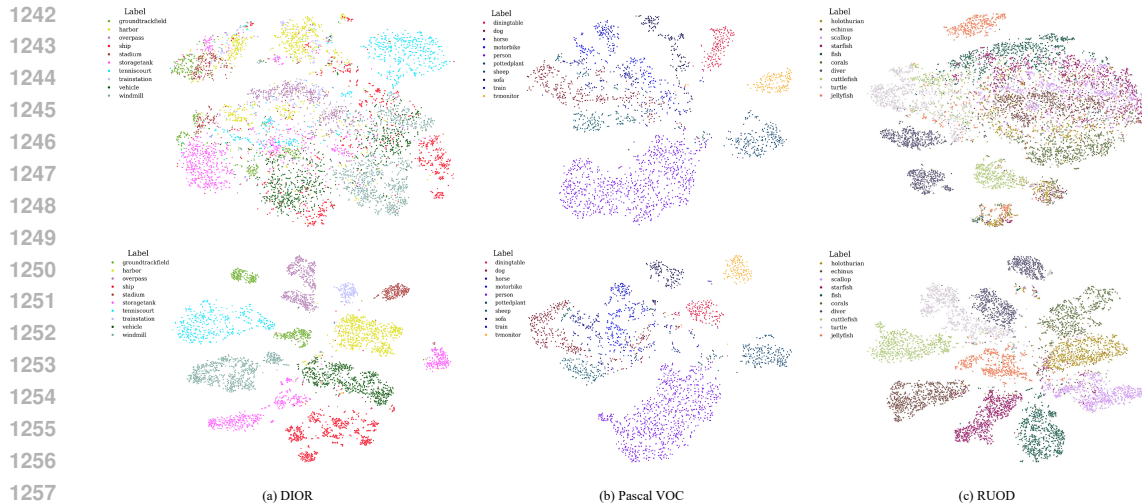 1242
1243
1244
1245
1246
1247
1248
1249
1250
1251
1252
1253
1254
1255
1256
1257
Label
groundtrackfield
harbor
overpass
ship
stadium
storagetank
tenniscourt
trainstation
vehicle
windmill
Label
diningtable
dog
horse
motorbike
person
pottedplant
sheep
sofa
train
tvmonitor
Label
holothurian
echinus
scallop
starfish
fish
corals
diver
cuttlefish
turtle
jellyfish
Label
groundtrackfield
harbor
overpass
ship
stadium
storagetank
tenniscourt
trainstation
vehicle
windmill
Label
diningtable
dog
horse
motorbike
person
pottedplant
sheep
sofa
train
tvmonitor
Label
holothurian
echinus
scallop
starfish
fish
corals
diver
cuttlefish
turtle
jellyfish
(a) DIOR
(b) Pascal VOC
(c) RUOD